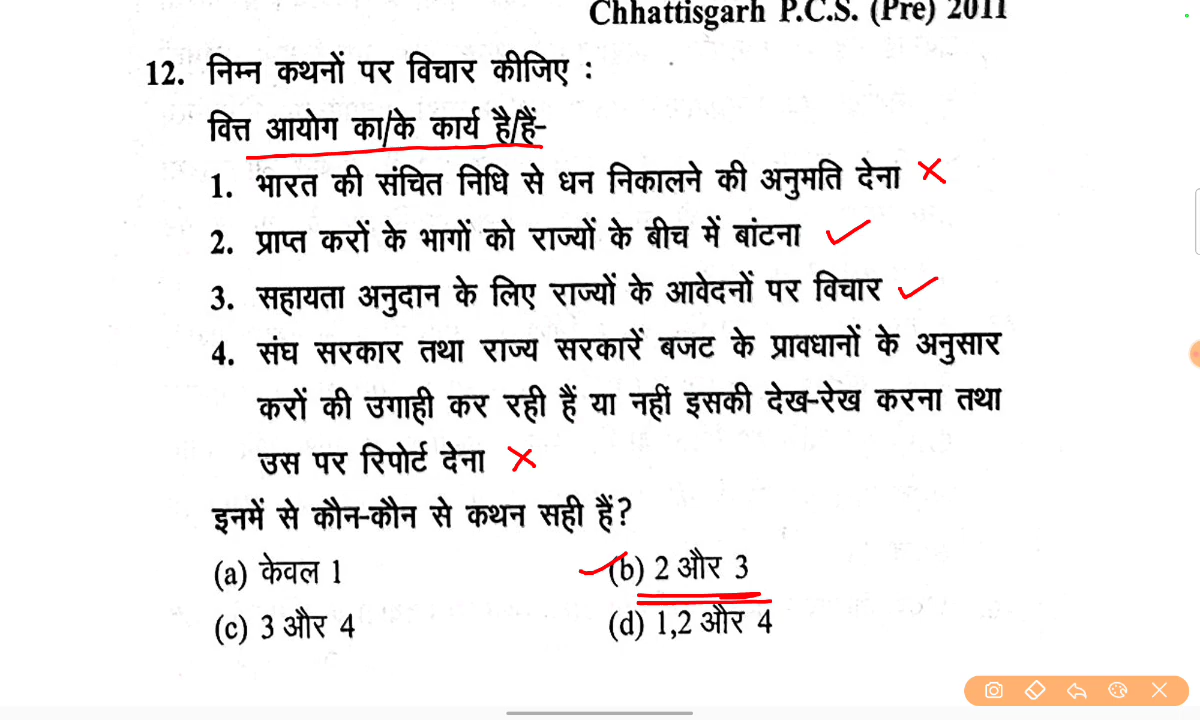 Chhattisgarh P.C.S. (Pre) 2011
12. निम्न कथनों पर विचार कीजिए :
वित्त आयोग का/के कार्य है/हैं-
1. भारत की संचित निधि से धन निकालने की अनुमति देना
2. प्राप्त करों के भागों को राज्यों के बीच में बांटना
3. सहायता अनुदान के लिए राज्यों के आवेदनों पर विचार
4. संघ सरकार तथा राज्य सरकारें बजट के प्रावधानों के अनुसार
करों की उगाही कर रही हैं या नहीं इसकी देख-रेख करना तथा
उस पर रिपोर्ट देना
इनमें से कौन-कौन से कथन सही हैं?
(a) केवल 1 (b) 2 और 3
(c) 3 और 4 (d) 1,2 और 4